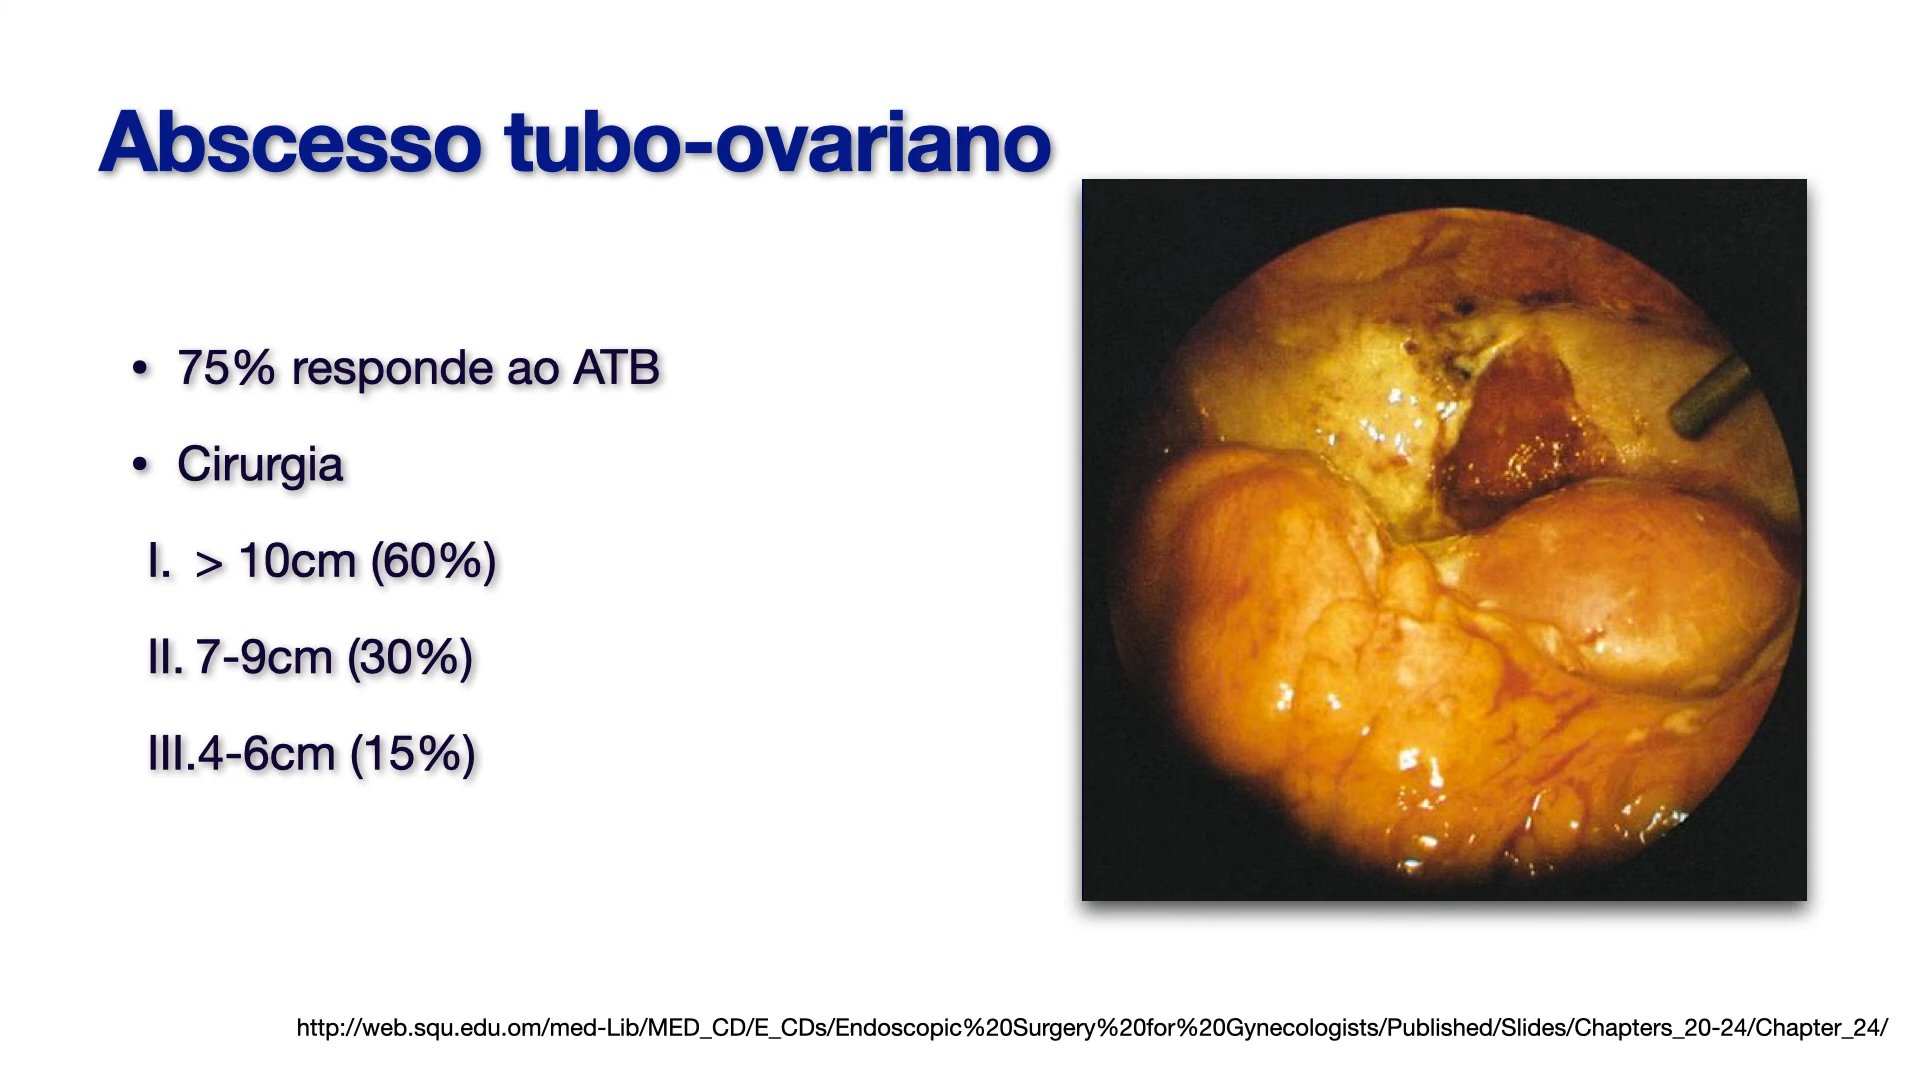 Abscesso tubo-ovariano
• 75% responde ao ATB
• Cirurgia
I. > 10cm (60%)
II. 7-9cm (30%)
III.4-6cm (15%)
http://web.squ.edu.om/med-Lib/MED_CD/E_CDs/Endoscopic%20Surgery%20for%20Gynecologists/Published/Slides/Chapters_20-24/Chapter_24/